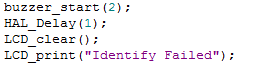 buzzer_start(2);
HAL_Delay(1);
LCD_clear();
LCD_print("Identify Failed");